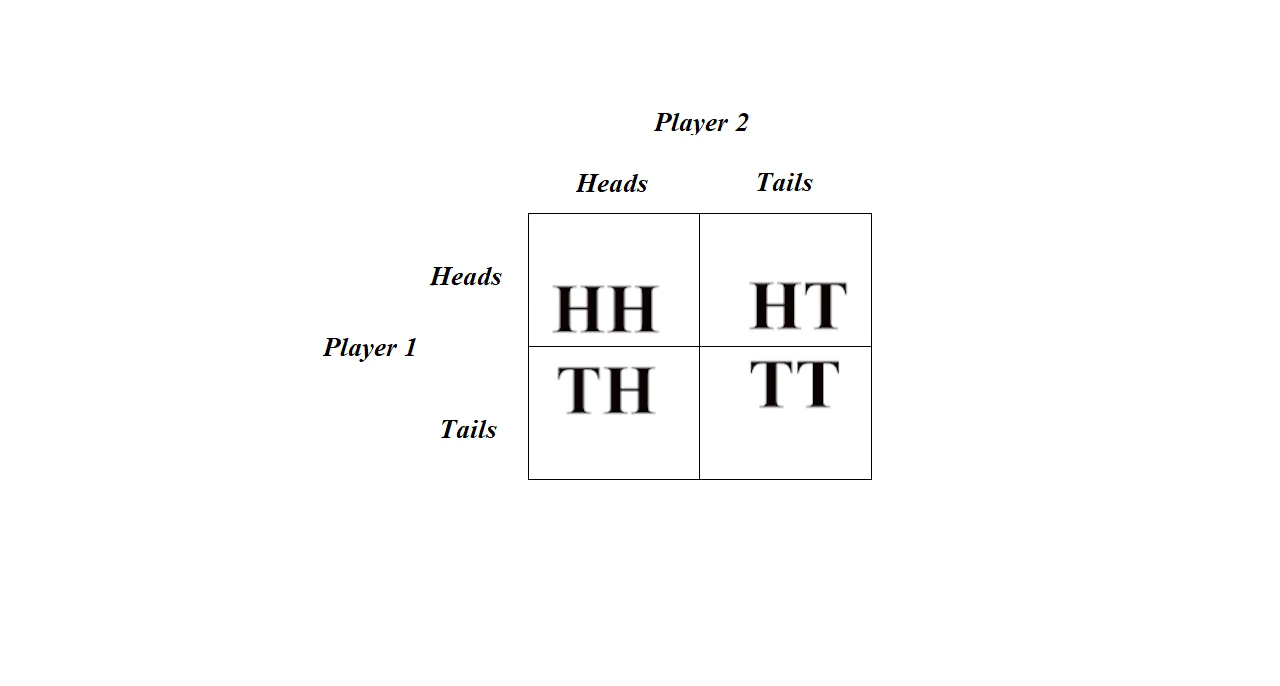 Player 2
Heads Tails
Heads
HH HT
Player 1
TH TT
Tails